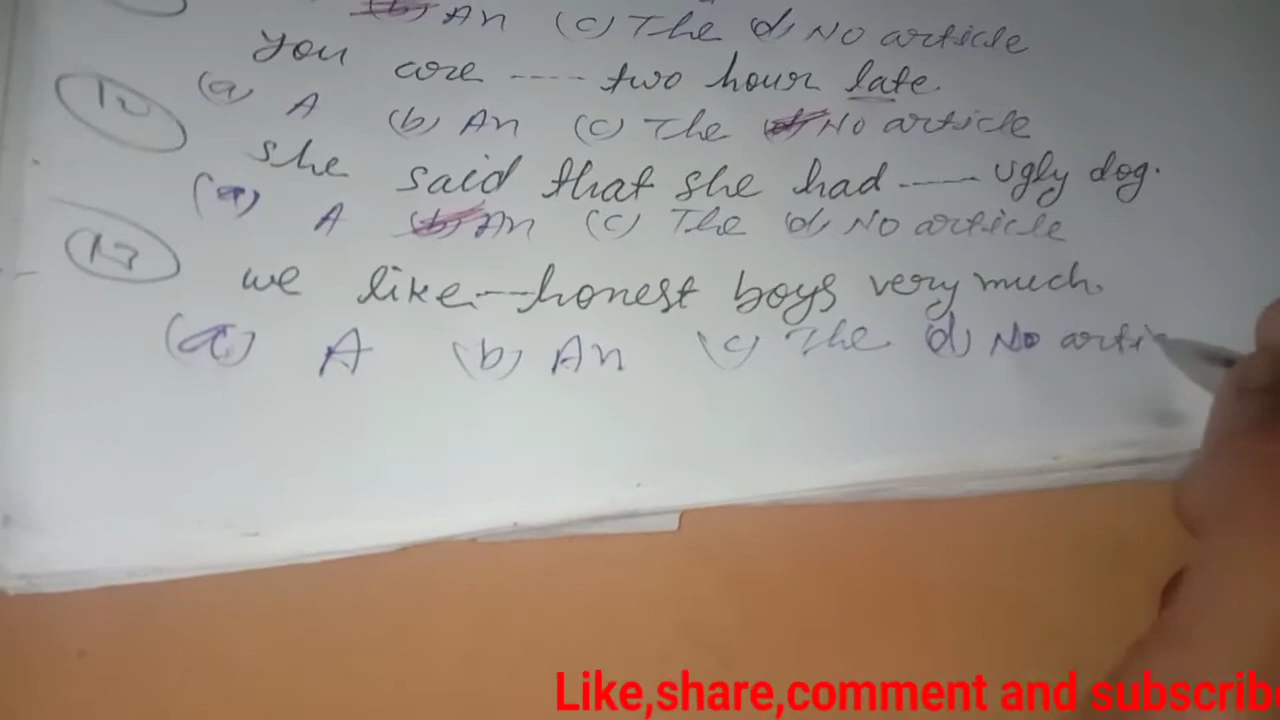 (b) An (c) The d) No article
You are ---- two hour late.
12 (a A (b) An (c) The d) No article
she said that she had ---- ugly dog.
(a) A (b) An (c) The d) No article
13 we like ---honest boys very much.
(a) A (b) An (c) The d) No arti
Like,share,comment and subscribe